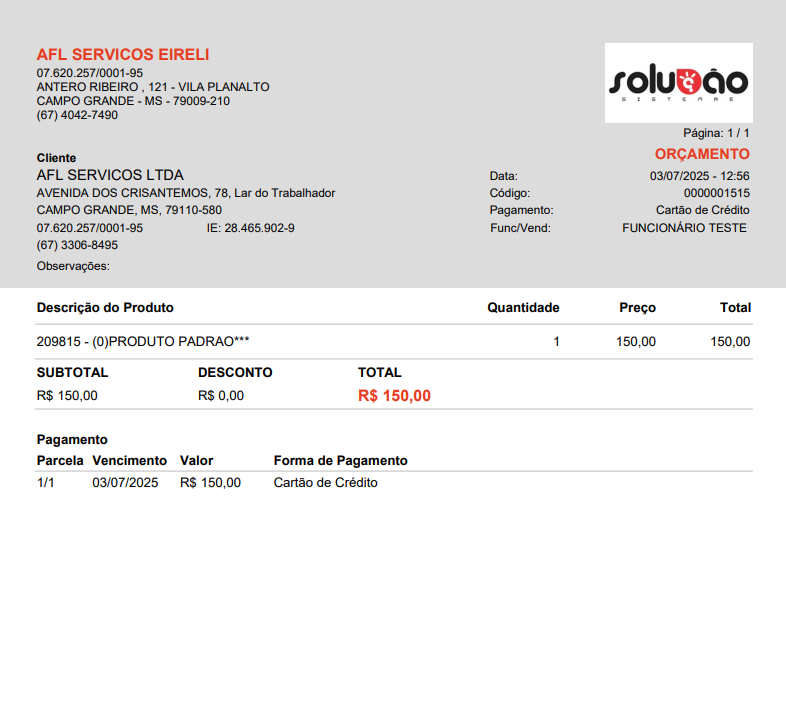 AFL SERVICOS EIRELI
07.620.257/0001-95
ANTERO RIBEIRO , 121 - VILA PLANALTO
CAMPO GRANDE - MS - 79009-210
(67) 4042-7490
solução
SISTEMAS
Página: 1 / 1
ORÇAMENTO
Cliente
AFL SERVICOS LTDA
AVENIDA DOS CRISANTEMOS, 78, Lar do Trabalhador
CAMPO GRANDE, MS, 79110-580
07.620.257/0001-95 IE: 28.465.902-9
(67) 3306-8495
Observações:
Data: 03/07/2025 - 12:56
Código: 0000001515
Pagamento: Cartão de Crédito
Func/Vend: FUNCIONÁRIO TESTE
Descrição do Produto Quantidade Preço Total
209815 - (0)PRODUTO PADRAO*** 1 150,00 150,00
SUBTOTAL DESCONTO TOTAL
R$ 150,00 R$ 0,00 R$ 150,00
Pagamento
Parcela Vencimento Valor Forma de Pagamento
1/1 03/07/2025 R$ 150,00 Cartão de Crédito